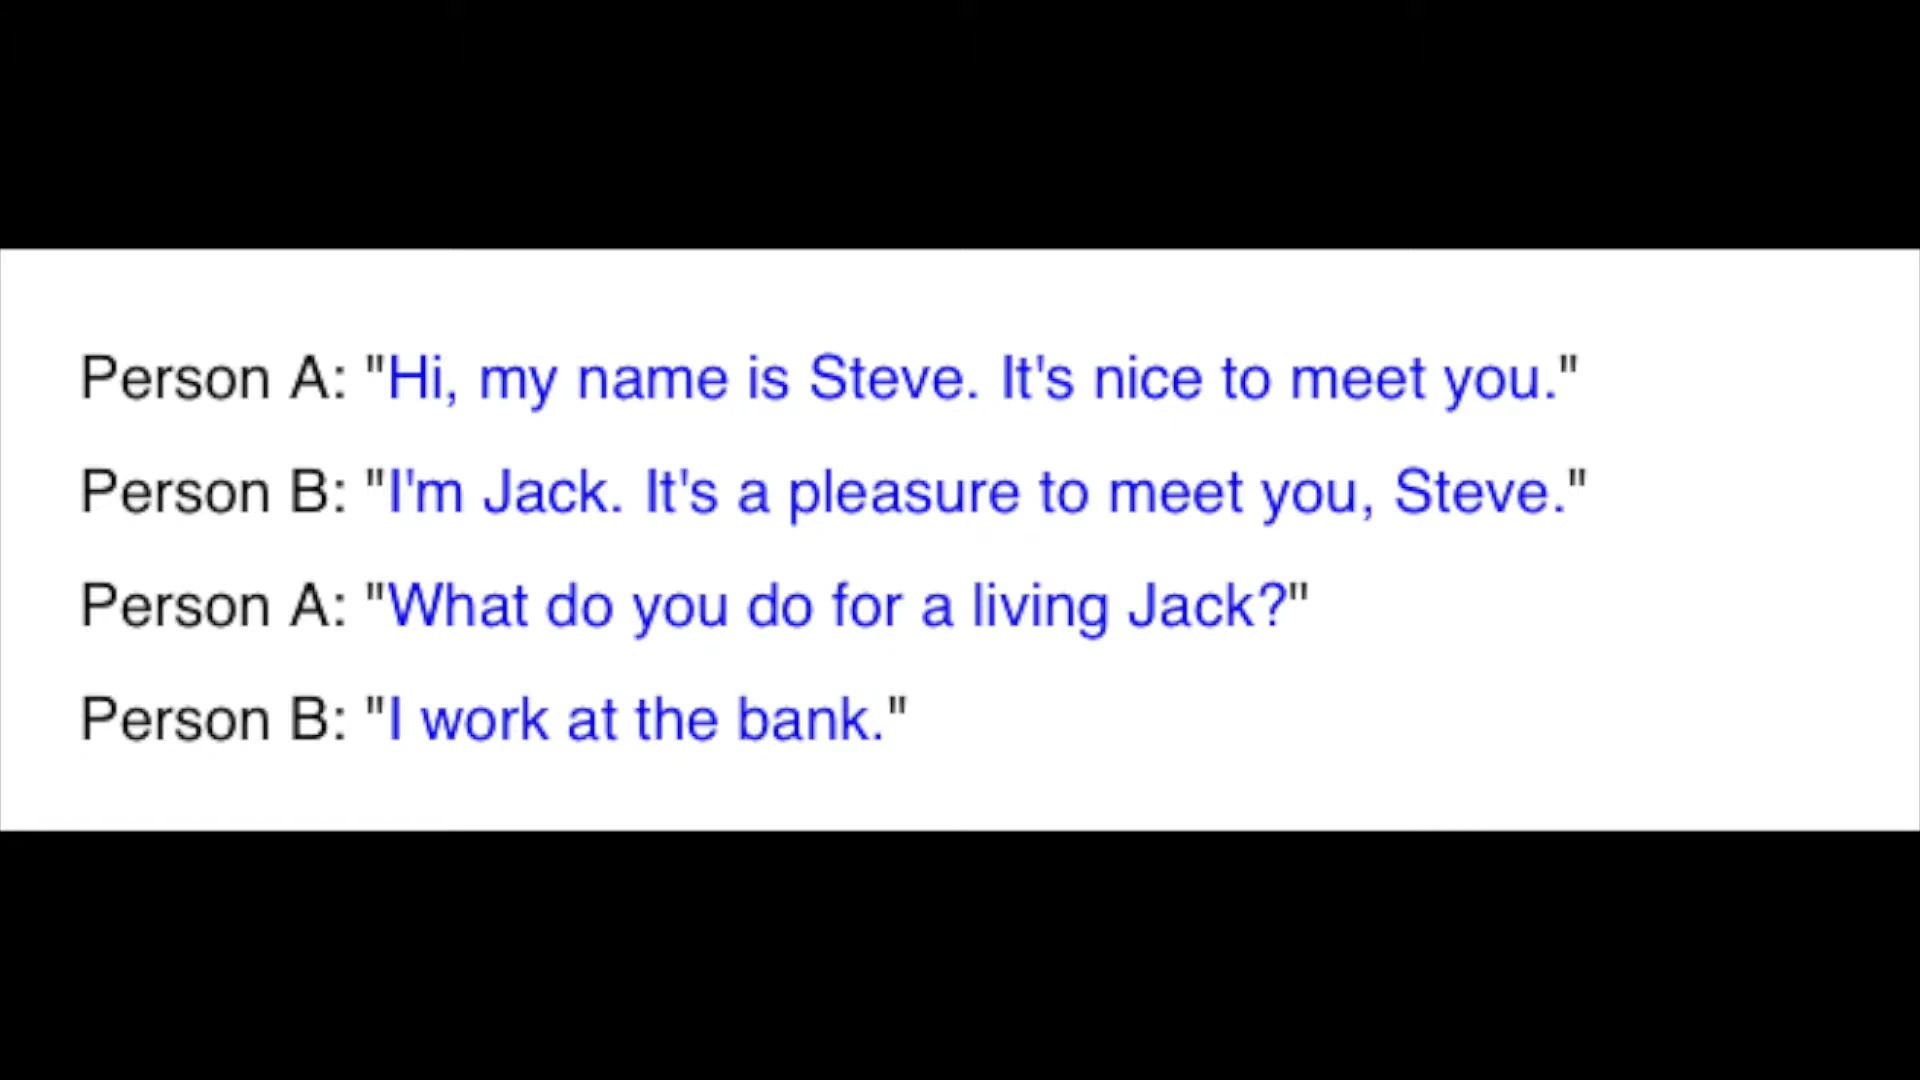 Person A: "Hi, my name is Steve. It's nice to meet you."
Person B: "I'm Jack. It's a pleasure to meet you, Steve."
Person A: "What do you do for a living Jack?"
Person B: "I work at the bank."